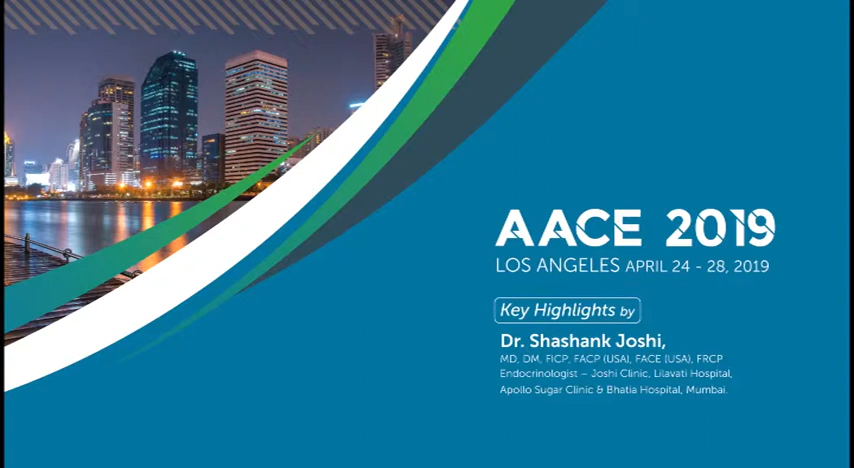 AACE 2019
LOS ANGELES APRIL 24 - 28, 2019
Key Highlights by
Dr. Shashank Joshi,
MD, DM, FICP, FACP (USA), FACE (USA), FRCP
Endocrinologist – Joshi Clinic, Lilavati Hospital,
Apollo Sugar Clinic & Bhatia Hospital, Mumbai.